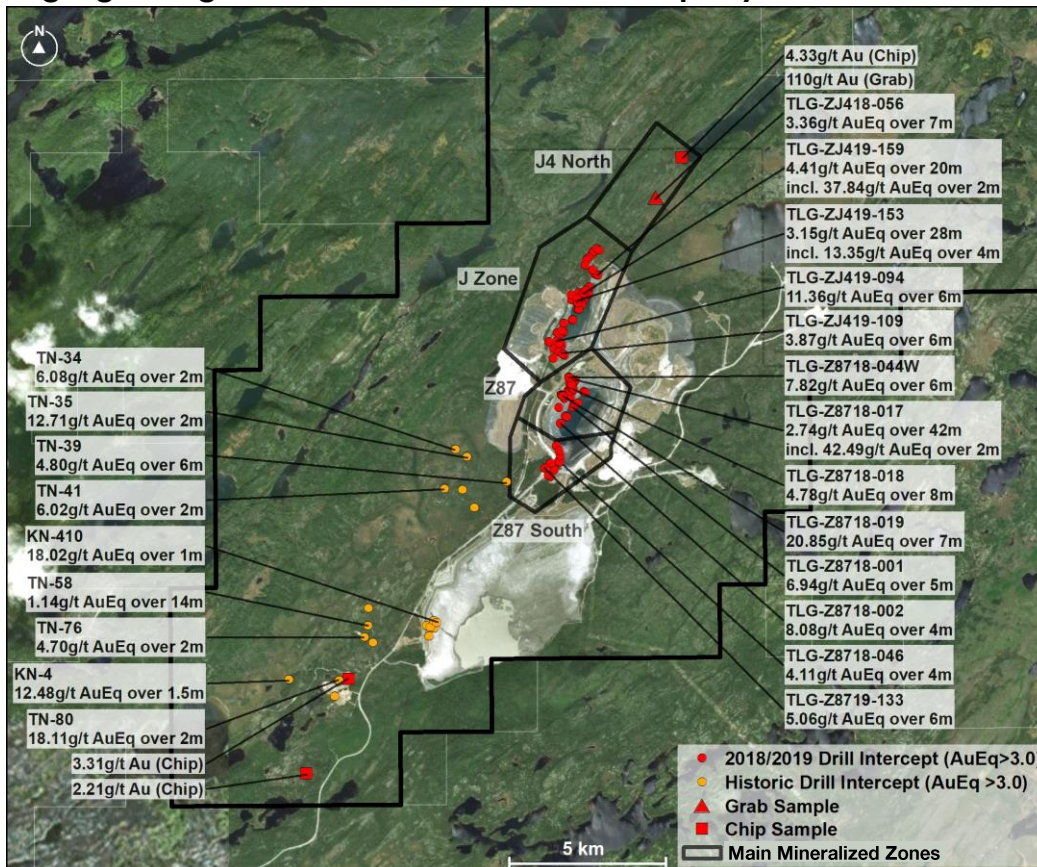 N
4.33g/t Au (Chip)
110g/t Au (Grab)
TLG-ZJ418-056
3.36g/t AuEq over 7m
TLG-ZJ419-159
4.41g/t AuEq over 20m
incl. 37.84g/t AuEq over 2m
TLG-ZJ419-153
3.15g/t AuEq over 28m
incl. 13.35g/t AuEq over 4m
TLG-ZJ419-094
11.36g/t AuEq over 6m
TLG-ZJ419-109
3.87g/t AuEq over 6m
TLG-Z8718-044W
7.82g/t AuEq over 6m
TLG-Z8718-017
2.74g/t AuEq over 42m
incl. 42.49g/t AuEq over 2m
TLG-Z8718-018
4.78g/t AuEq over 8m
TLG-Z8718-019
20.85g/t AuEq over 7m
TLG-Z8718-001
6.94g/t AuEq over 5m
TLG-Z8718-002
8.08g/t AuEq over 4m
TLG-Z8718-046
4.11g/t AuEq over 4m
TLG-Z8719-133
5.06g/t AuEq over 6m
J4 North
J Zone
Z87
Z87 South
TN-34
6.08g/t AuEq over 2m
TN-35
12.71g/t AuEq over 2m
TN-39
4.80g/t AuEq over 6m
TN-41
6.02g/t AuEq over 2m
KN-410
18.02g/t AuEq over 1m
TN-58
1.14g/t AuEq over 14m
TN-76
4.70g/t AuEq over 2m
KN-4
12.48g/t AuEq over 1.5m
TN-80
18.11g/t AuEq over 2m
3.31g/t Au (Chip)
2.21g/t Au (Chip)
2018/2019 Drill Intercept (AuEq>3.0)
Historic Drill Intercept (AuEq >3.0)
Grab Sample
Chip Sample
Main Mineralized Zones
5 km